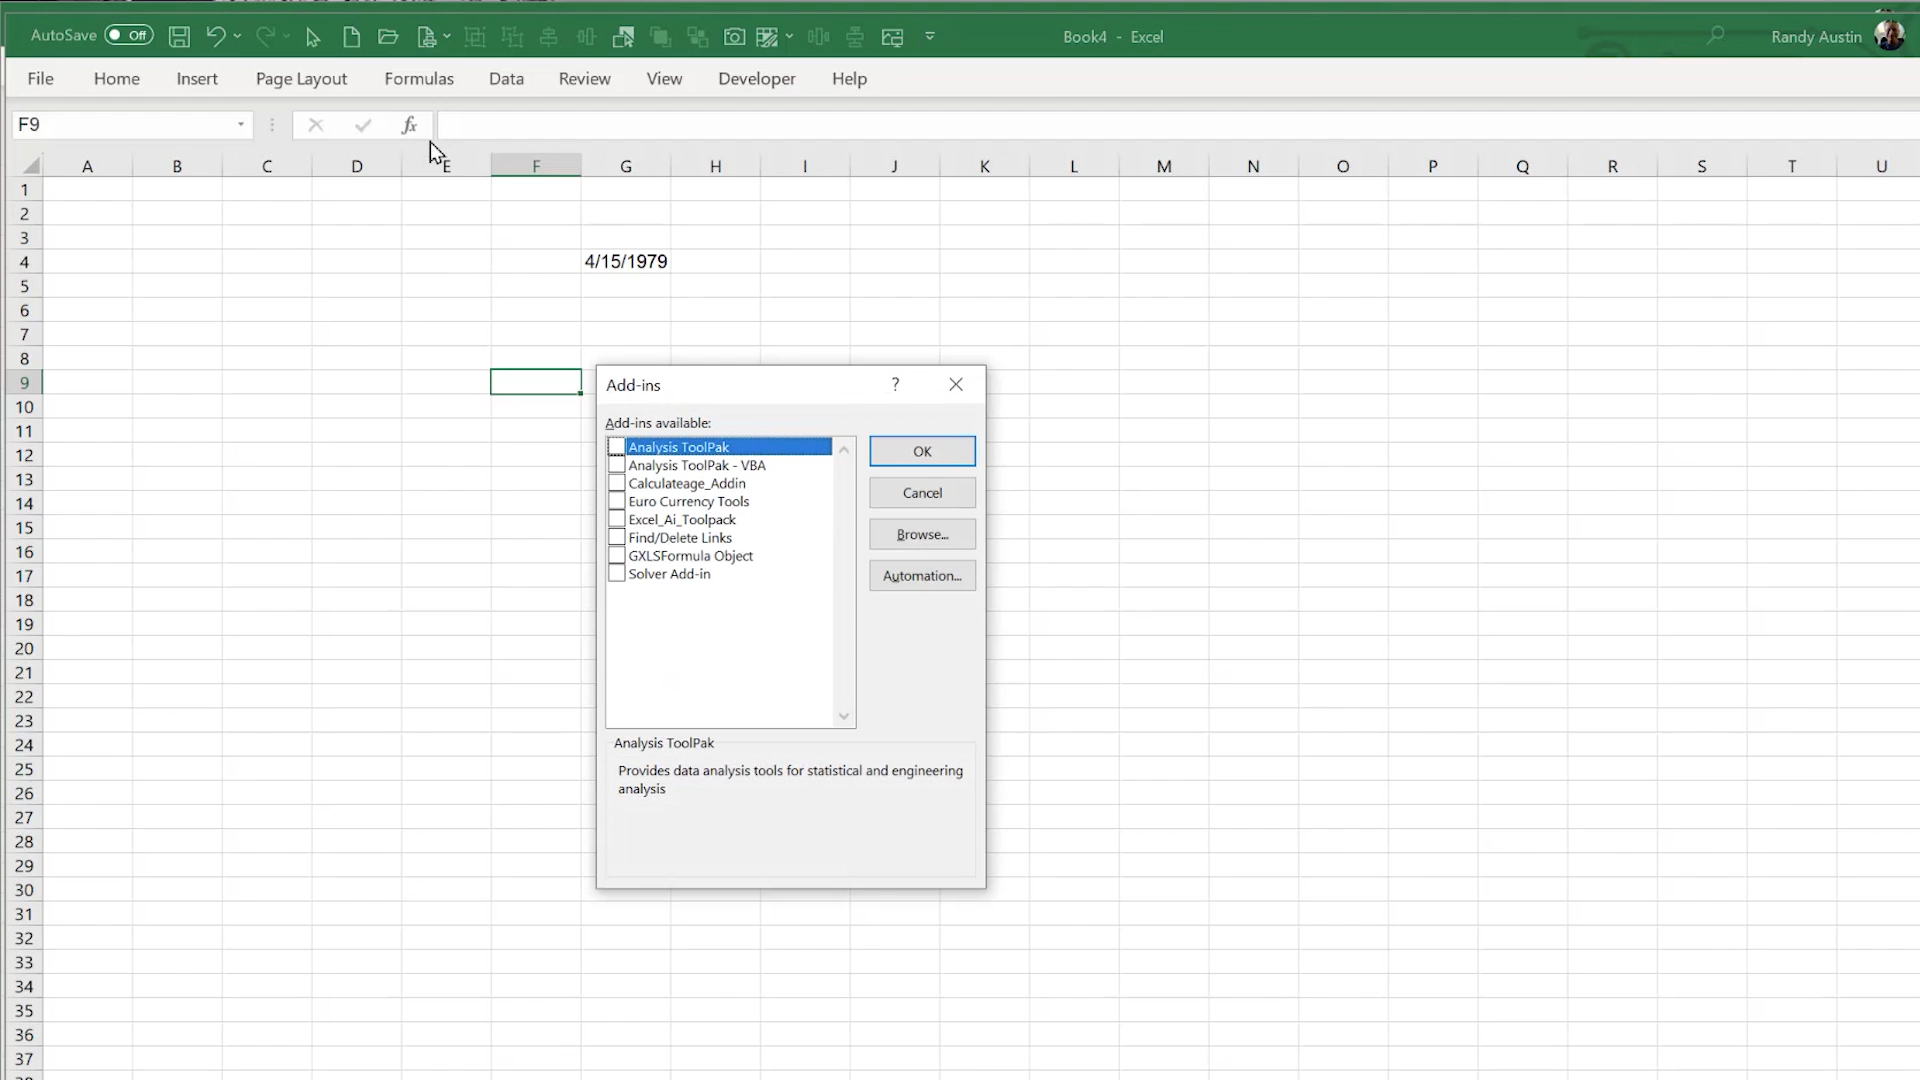 AutoSave Off Book4 - Excel Randy Austin
File Home Insert Page Layout Formulas Data Review View Developer Help
F9 fx
A B C D E F G H I J K L M N O P Q R S T U
1
2
3
4 4/15/1979
5
6
7
8
9
10
11
12
13
14
15
16
17
18
19
20
21
22
23
24
25
26
27
28
29
30
31
32
33
34
35
36
37
Add-ins ?
Add-ins available:
Analysis ToolPak
Analysis ToolPak - VBA
Calculateage_Addin
Euro Currency Tools
Excel_Ai_Toolpack
Find/Delete Links
GXLSFormula Object
Solver Add-in
OK
Cancel
Browse...
Automation...
Analysis ToolPak
Provides data analysis tools for statistical and engineering
analysis